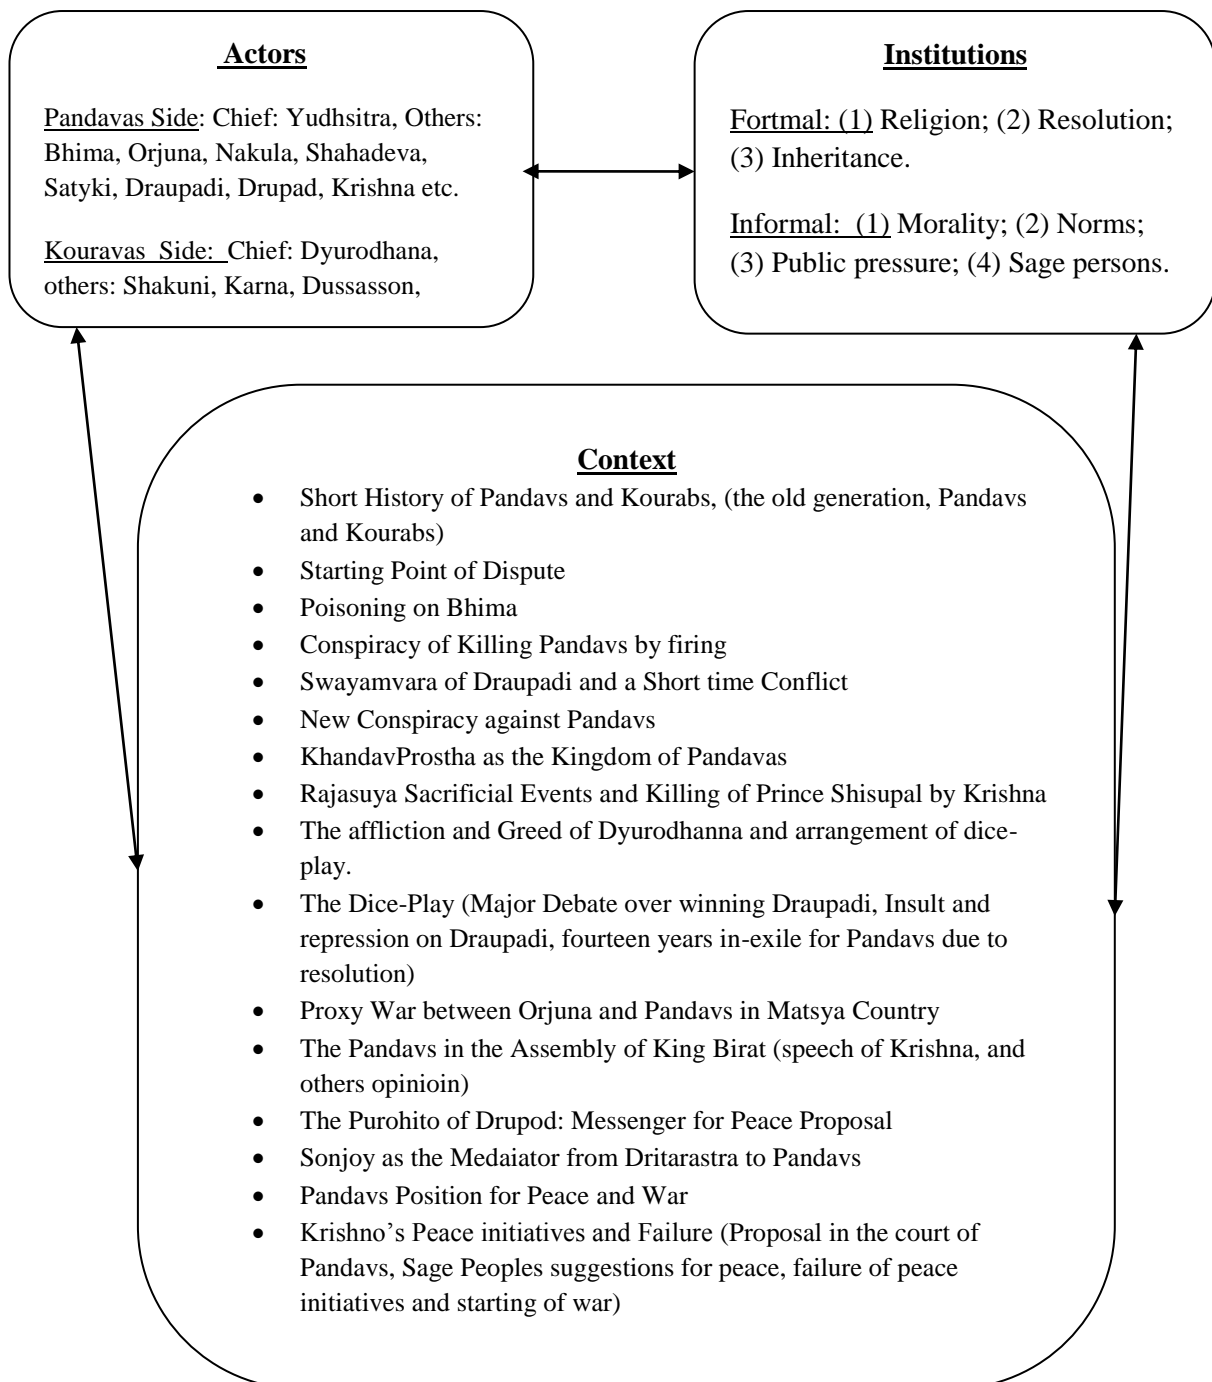 Actors
Pandavas Side: Chief: Yudhsitra, Others:
Bhima, Orjuna, Nakula, Shahadeva,
Satyki, Draupadi, Drupad, Krishna etc.
Kouravas Side: Chief: Dyurodhana,
others: Shakuni, Karna, Dussasson,
Institutions
Fortmal: (1) Religion; (2) Resolution;
(3) Inheritance.
Informal: (1) Morality; (2) Norms;
(3) Public pressure; (4) Sage persons.
Context
• Short History of Pandavs and Kourabs, (the old generation, Pandavs
and Kourabs)
• Starting Point of Dispute
• Poisoning on Bhima
• Conspiracy of Killing Pandavs by firing
• Swayamvara of Draupadi and a Short time Conflict
• New Conspiracy against Pandavs
• KhandavProstha as the Kingdom of Pandavas
• Rajasuya Sacrificial Events and Killing of Prince Shisupal by Krishna
• The affliction and Greed of Dyurodhanna and arrangement of dice-
play.
• The Dice-Play (Major Debate over winning Draupadi, Insult and
repression on Draupadi, fourteen years in-exile for Pandavs due to
resolution)
• Proxy War between Orjuna and Pandavs in Matsya Country
• The Pandavs in the Assembly of King Birat (speech of Krishna, and
others opinioin)
• The Purohito of Drupod: Messenger for Peace Proposal
• Sonjoy as the Medaiator from Dritarastra to Pandavs
• Pandavs Position for Peace and War
• Krishno’s Peace initiatives and Failure (Proposal in the court of
Pandavs, Sage Peoples suggestions for peace, failure of peace
initiatives and starting of war)